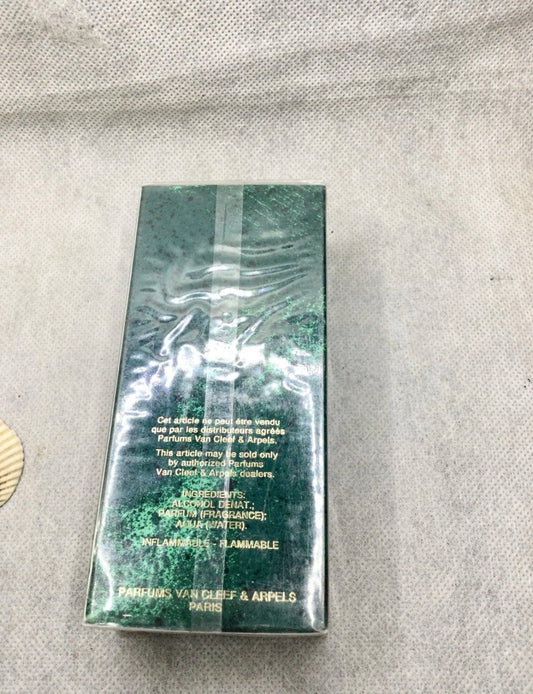 Cet article ne peut être vendu
que par les distributeurs agréés
Parfums Van Cleef & Arpels.
This article may be sold only
by authorized Parfums
Van Cleef & Arpels dealers.
INGREDIENTS:
ALCOHOL DENAT.;
PARFUM (FRAGRANCE);
AQUA (WATER).
INFLAMMABLE - FLAMMABLE
PARFUMS VAN CLEEF & ARPELS
PARIS